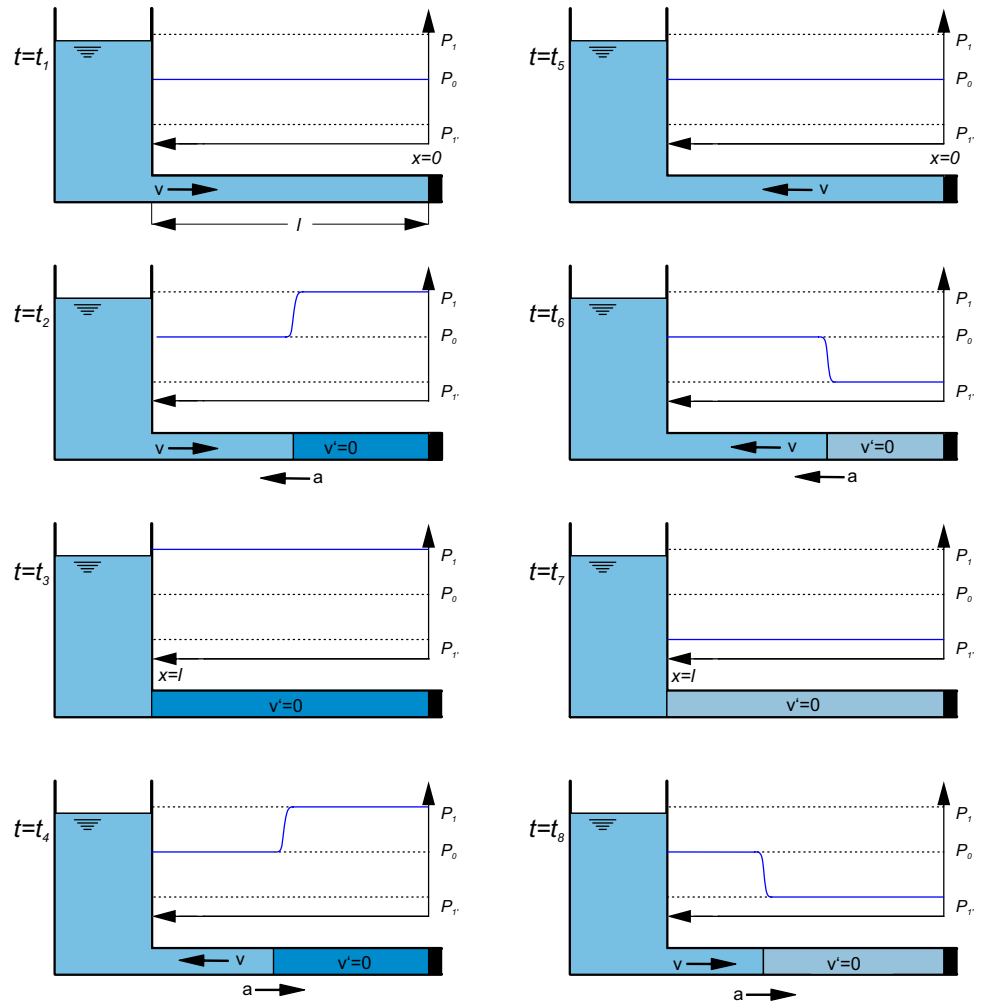 t=t₁
P₁
P₀
P₁'
x=0
v
l
t=t₅
P₁
P₀
P₁'
x=0
v
t=t₂
P₁
P₀
P₁'
v
v'=0
a
t=t₆
P₁
P₀
P₁'
v
v'=0
a
t=t₃
P₁
P₀
P₁'
x=l
v'=0
t=t₇
P₁
P₀
P₁'
x=l
v'=0
t=t₄
P₁
P₀
P₁'
v
v'=0
a
t=t₈
P₁
P₀
P₁'
v
v'=0
a